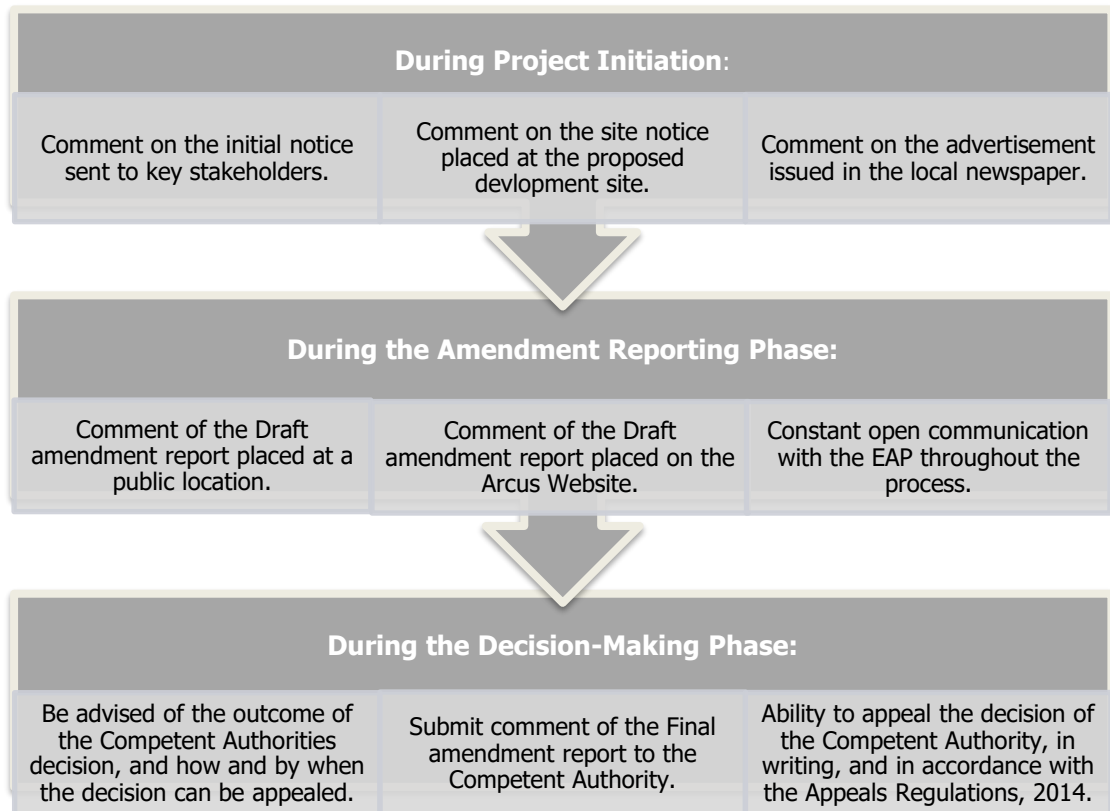 During Project Initiation:
Comment on the initial notice
sent to key stakeholders.
Comment on the site notice
placed at the proposed
devlopment site.
Comment on the advertisement
issued in the local newspaper.
During the Amendment Reporting Phase:
Comment of the Draft
amendment report placed at a
public location.
Comment of the Draft
amendment report placed on the
Arcus Website.
Constant open communication
with the EAP throughout the
process.
During the Decision-Making Phase:
Be advised of the outcome of
the Competent Authorities
decision, and how and by when
the decision can be appealed.
Submit comment of the Final
amendment report to the
Competent Authority.
Ability to appeal the decision of
the Competent Authority, in
writing, and in accordance with
the Appeals Regulations, 2014.